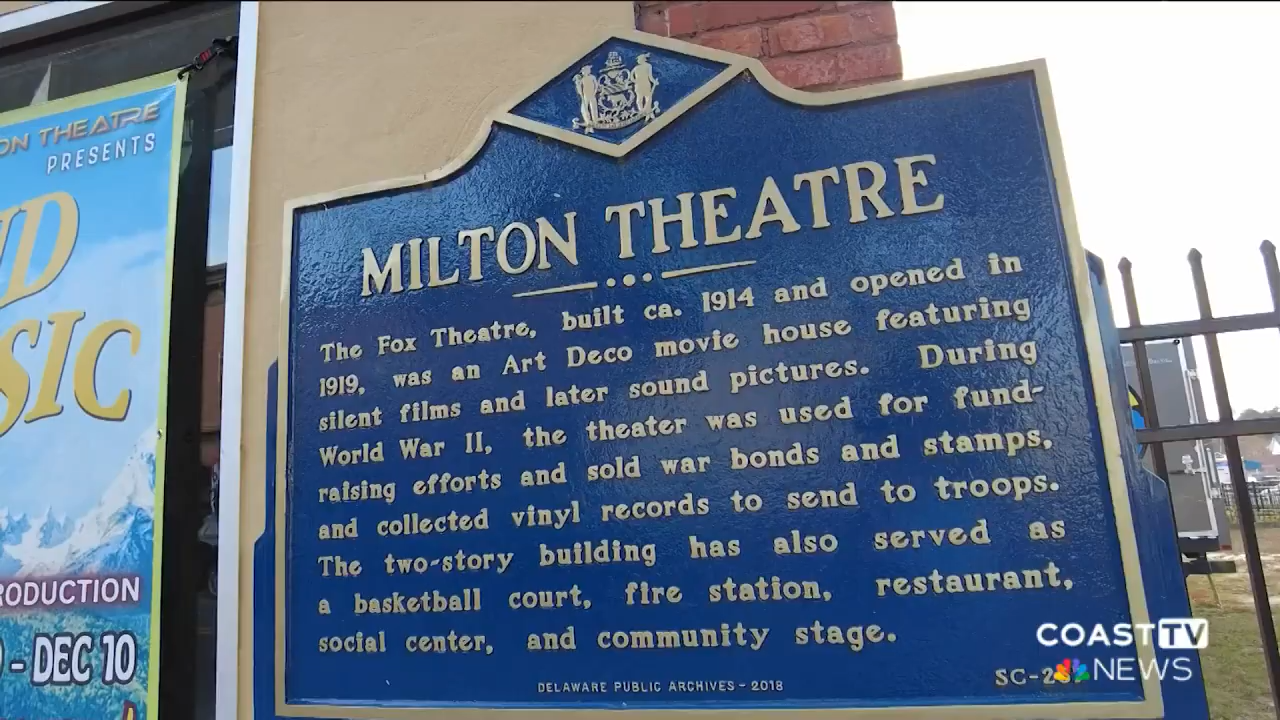 ON THEATRE
PRESENTS
SIC
RODUCTION
- DEC 10
MILTON THEATRE
The Fox Theatre, built ca. 1914 and opened in
1919, was an Art Deco movie house featuring
silent films and later sound pictures. During
World War II, the theater was used for fund-
raising efforts and sold war bonds and stamps,
and collected vinyl records to send to troops.
The two-story building has also served as
a basketball court, fire station, restaurant,
social center, and community stage.
DELAWARE PUBLIC ARCHIVES – 2018
SC-2
COAST TV
NEWS